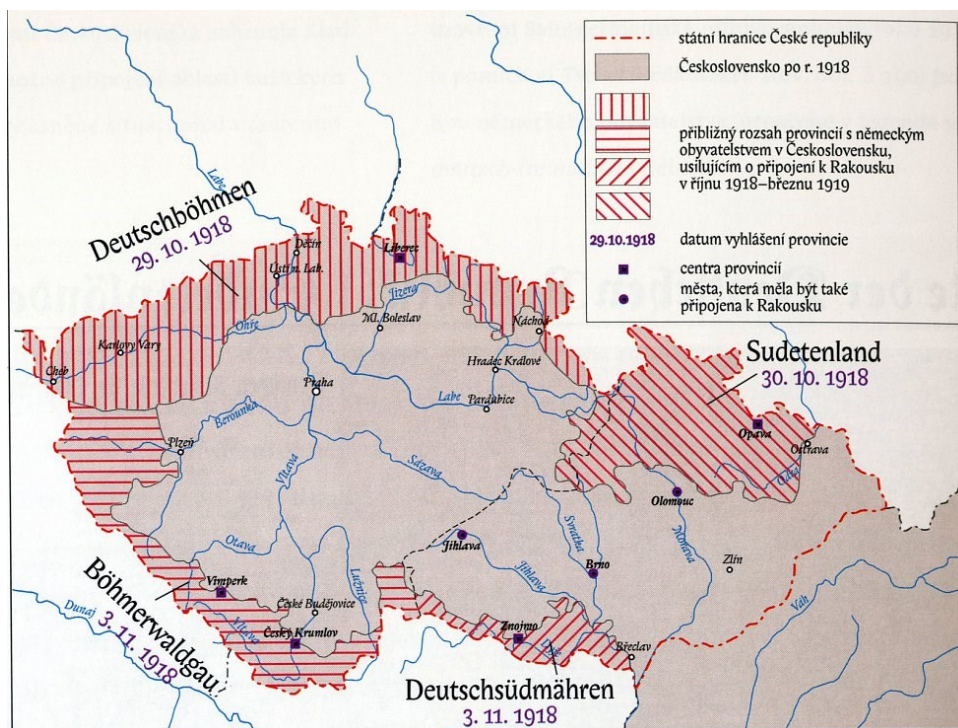 státní hranice České republiky
Československo po r. 1918
přibližný rozsah provincií s německým
obyvatelstvem v Československu,
usilujícím o připojení k Rakousku
v říjnu 1918–březnu 1919
29.10.1918
datum vyhlášení provincie
centra provincií
města, která měla být také
připojena k Rakousku
Labe
Deutschböhmen
29. 10. 1918
Děčín
Ústí n. Lab.
Liberec
Jizera
Ml. Boleslav
Náchod
Ohře
Karlovy Vary
Cheb
Hradec Králové
Praha
Labe
Pardubice
Sudetenland
30. 10. 1918
Berounka
Plzeň
Vltava
Sázava
Opava
Ostrava
Odra
Olomouc
Morava
Otava
Lužnice
Jihlava
Jihlava
Svratka
Brno
Zlín
Váh
Böhmerwaldgau
3. 11. 1918
Vimperk
České Budějovice
Český Krumlov
Vltava
Dunaj
Znojmo
Dyje
Břeclav
Deutschsüdmähren
3. 11. 1918